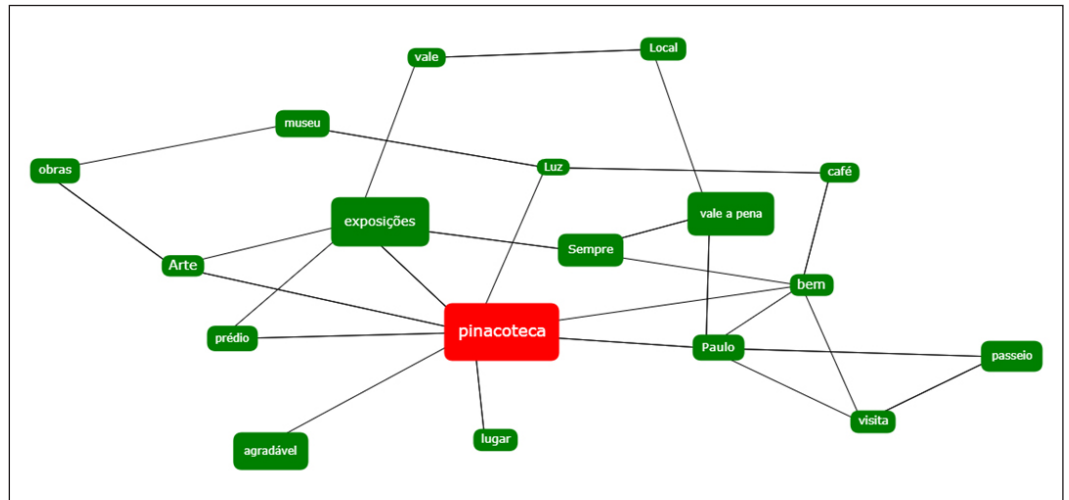 vale
Local
museu
Luz
obras
café
exposições
vale a pena
Sempre
Arte
bem
pinacoteca
prédio
Paulo
passeio
visita
lugar
agradável